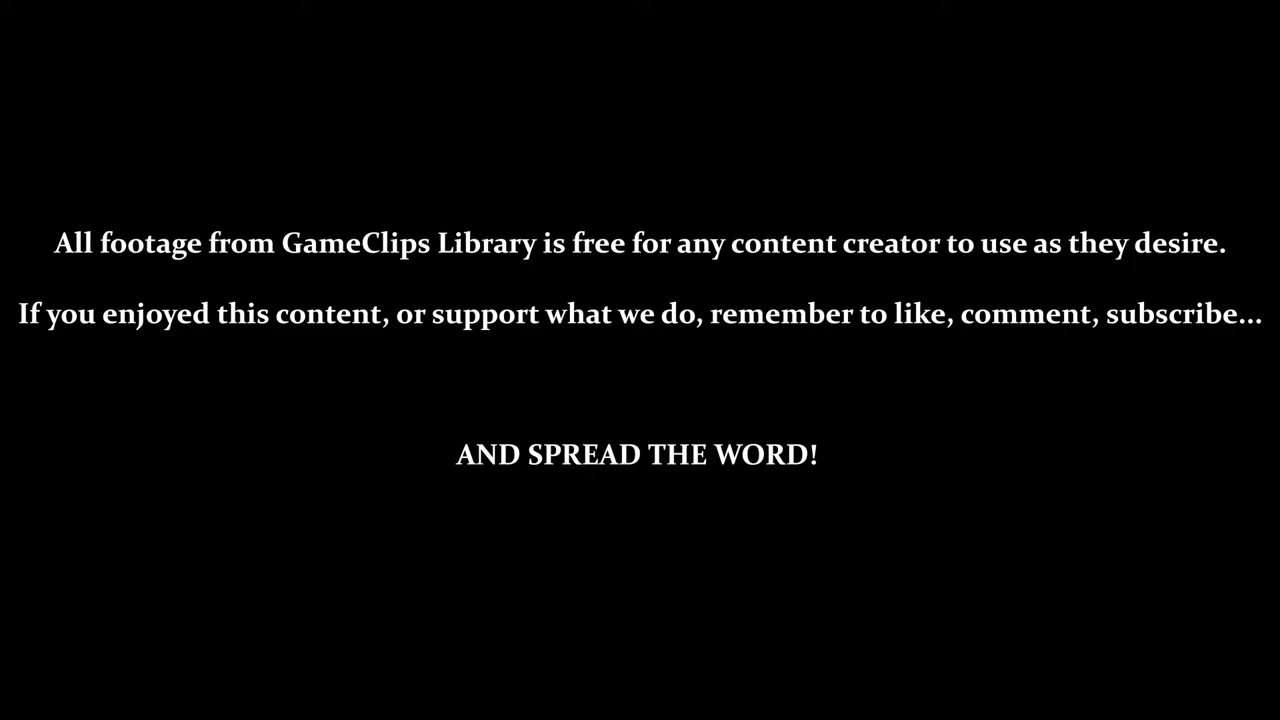 All footage from GameClips Library is free for any content creator to use as they desire.
If you enjoyed this content, or support what we do, remember to like, comment, subscribe...
AND SPREAD THE WORD!